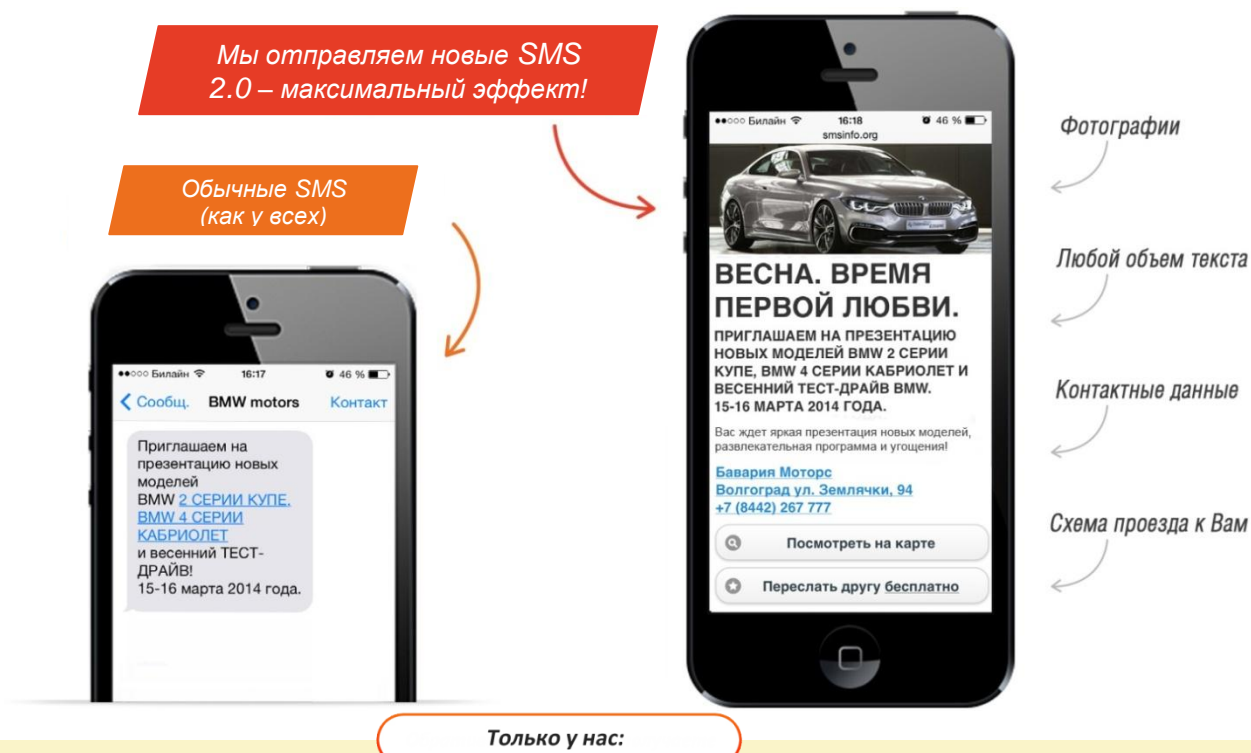 Мы отправляем новые SMS
2.0 – максимальный эффект!
Обычные SMS
(как у всех)
Билайн 16:17 46 %
Сообщ. BMW motors Контакт
Приглашаем на
презентацию новых
моделей
BMW 2 СЕРИИ КУПЕ,
BMW 4 СЕРИИ
КАБРИОЛЕТ
и весенний ТЕСТ-
ДРАЙВ!
15-16 марта 2014 года.
Билайн 16:18 46 %
smsinfo.org
ВЕСНА. ВРЕМЯ
ПЕРВОЙ ЛЮБВИ.
ПРИГЛАШАЕМ НА ПРЕЗЕНТАЦИЮ
НОВЫХ МОДЕЛЕЙ BMW 2 СЕРИИ
КУПЕ, BMW 4 СЕРИИ КАБРИОЛЕТ И
ВЕСЕННИЙ ТЕСТ-ДРАЙВ BMW.
15-16 МАРТА 2014 ГОДА.
Вас ждет яркая презентация новых моделей,
развлекательная программа и угощения!
Бавария Моторс
Волгоград ул. Землячки, 94
+7 (8442) 267 777
Посмотреть на карте
Переслать другу бесплатно
Фотографии
Любой объем текста
Контактные данные
Схема проезда к Вам
Только у нас: